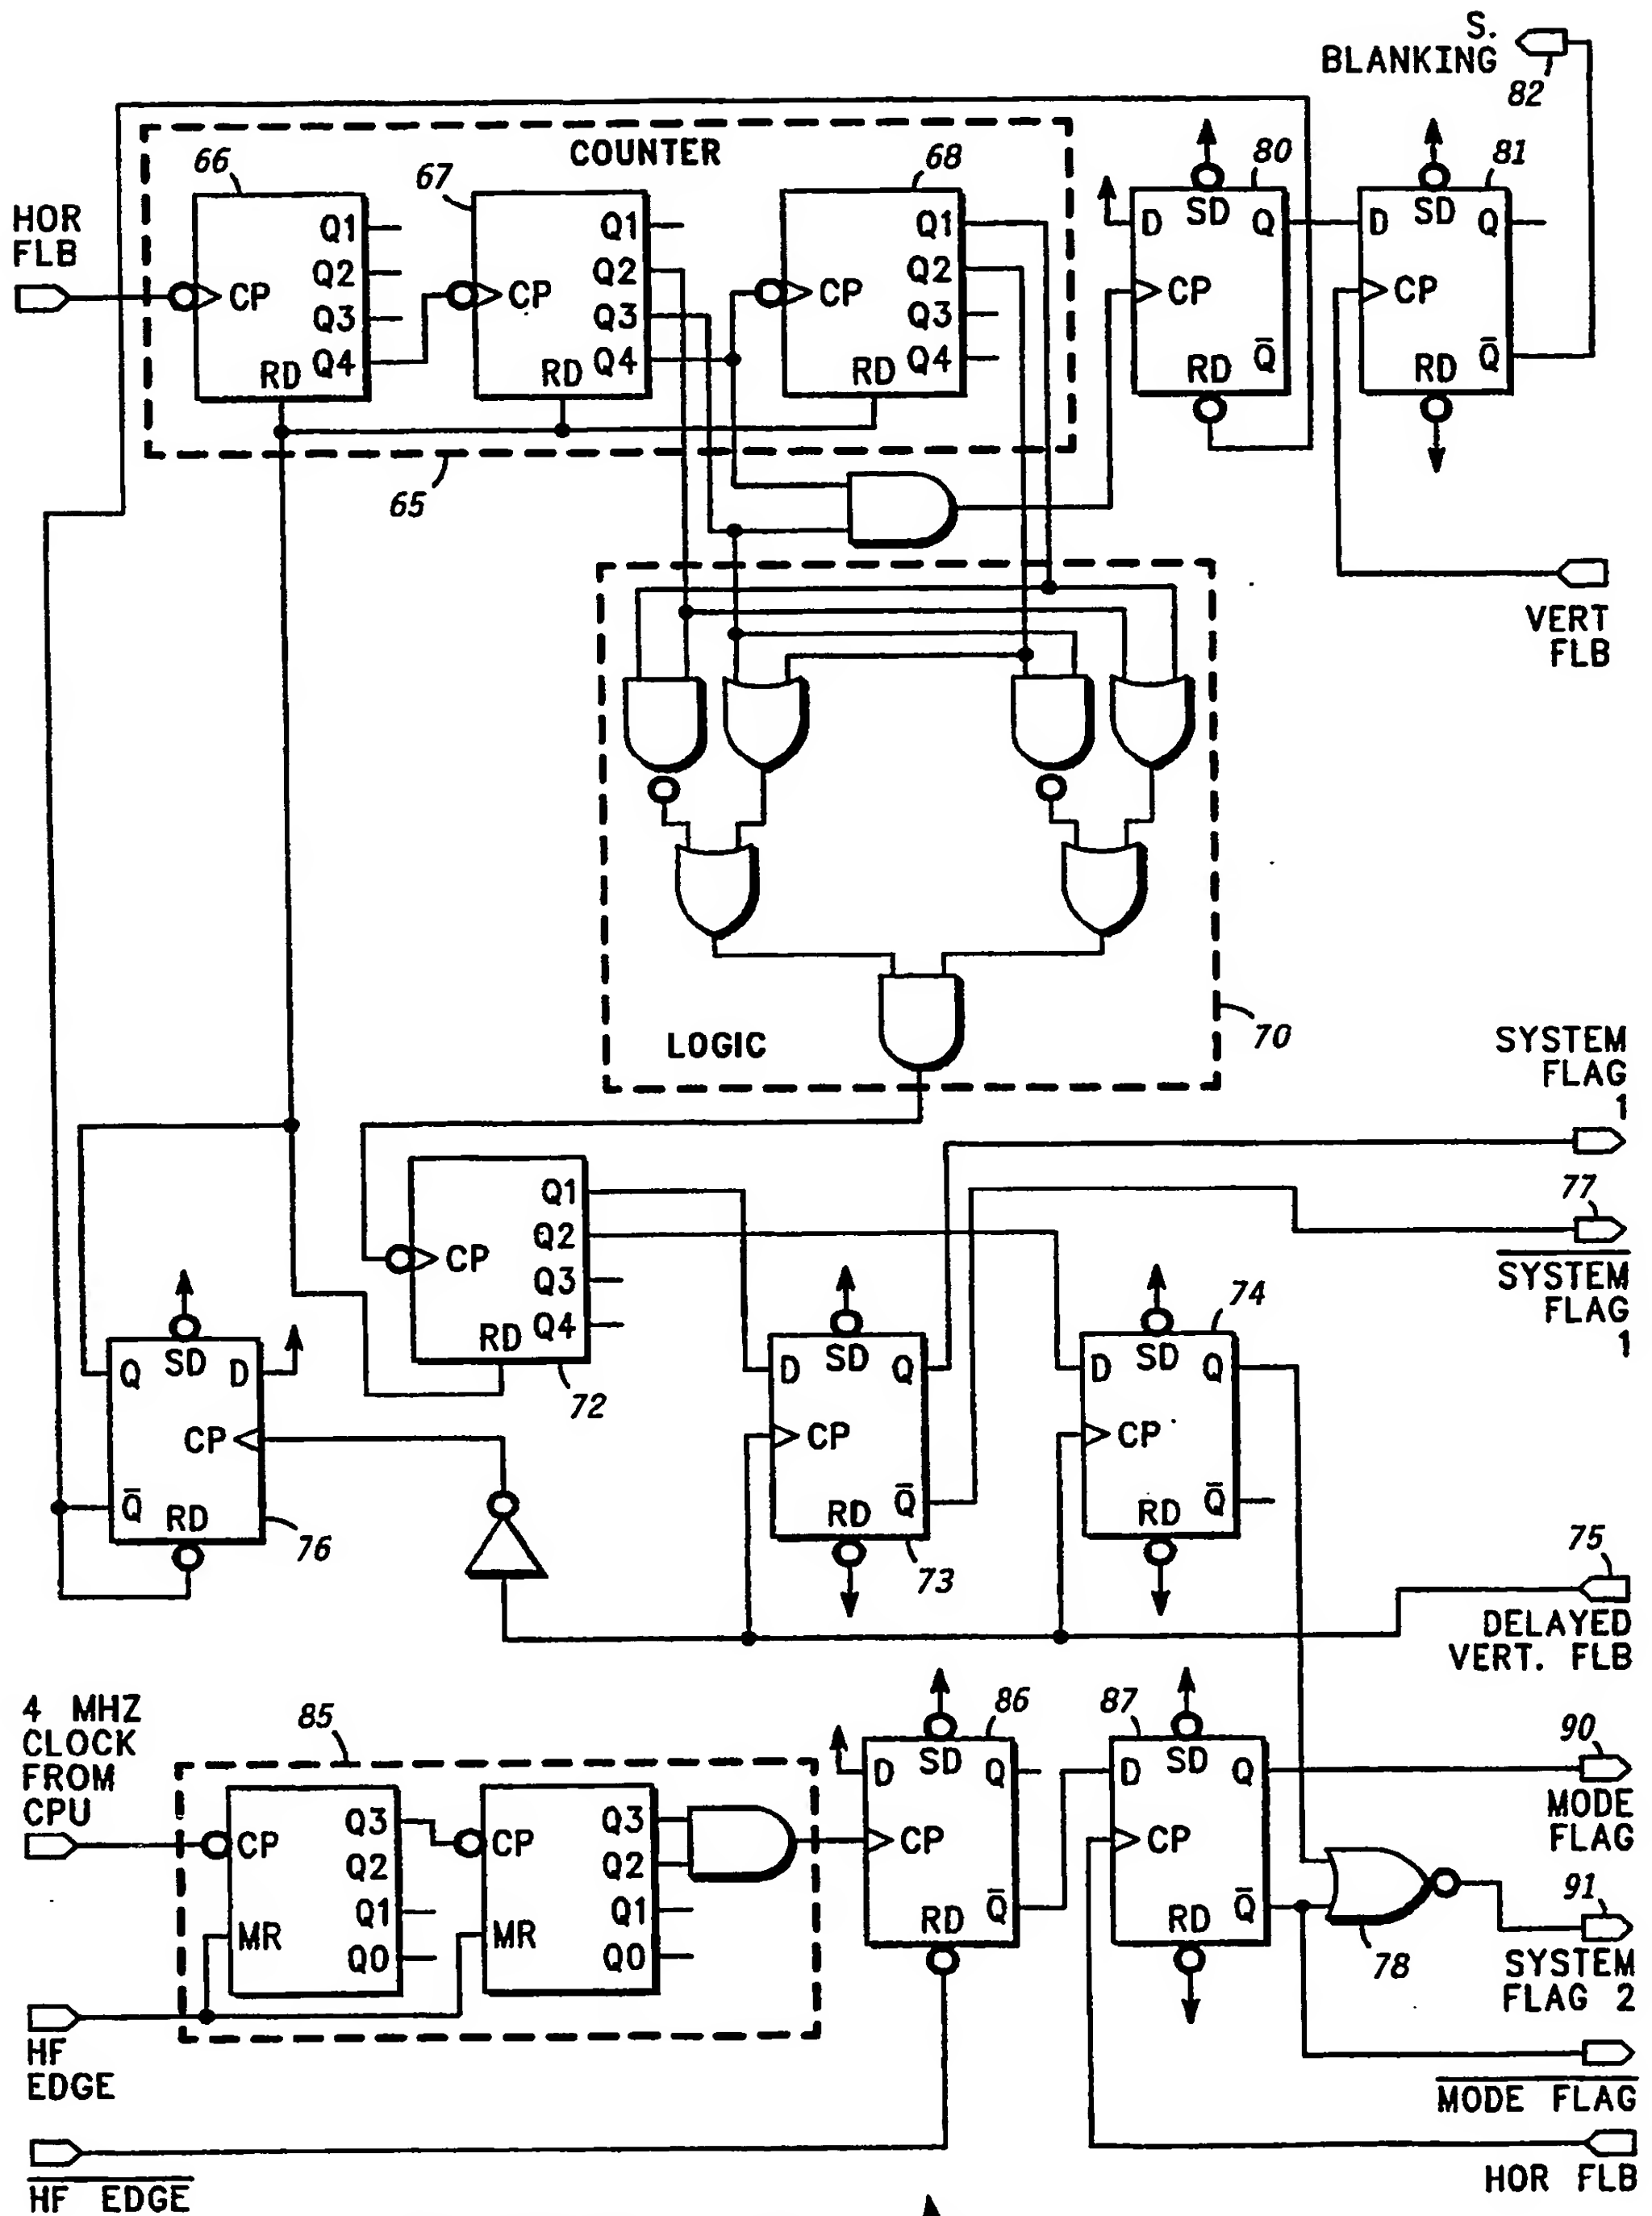 S.
BLANKING
82
COUNTER
66
67
68
80
81
HOR
FLB
CP
Q1
Q2
Q3
Q4
RD
CP
Q1
Q2
Q3
Q4
RD
CP
Q1
Q2
Q3
Q4
RD
D
SD
Q
CP
RD
Q̅
D
SD
Q
CP
RD
Q̅
65
VERT
FLB
LOGIC
70
SYSTEM
FLAG
1
77
SYSTEM
FLAG
1
CP
Q1
Q2
Q3
Q4
RD
72
Q
SD
D
CP
Q̅
RD
76
D
SD
Q
CP
RD
Q̅
73
74
D
SD
Q
CP
RD
Q̅
75
DELAYED
VERT. FLB
4 MHZ
CLOCK
FROM
CPU
85
CP
Q3
Q2
Q1
Q0
MR
CP
Q3
Q2
Q1
Q0
MR
86
D
SD
Q
CP
RD
Q̅
87
D
SD
Q
CP
RD
Q̅
90
MODE
FLAG
78
91
SYSTEM
FLAG 2
MODE FLAG
HF
EDGE
HF EDGE
HOR FLB